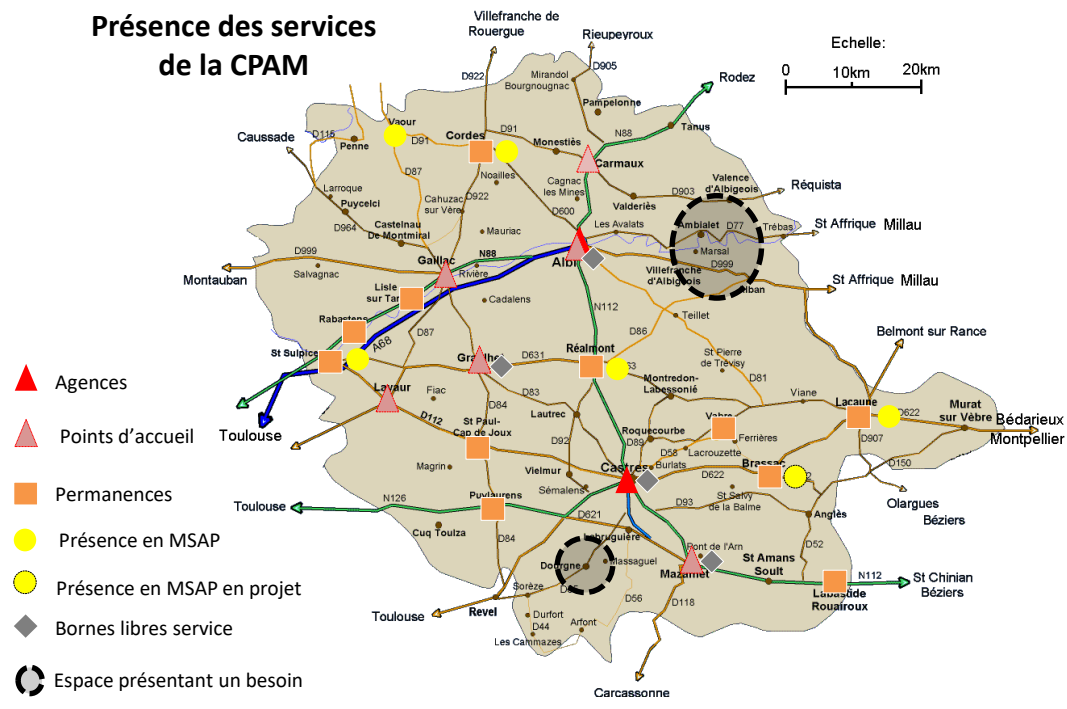 Présence des services
de la CPAM
Villefranche de
Rouergue
Rieupeyroux
Echelle:
0
10km
20km
D922
D905
Mirandol
Bourgnougnac
Rodez
Pampelonne
Vaour
Caussade
D115
Penne
D91
Cordes
D91
Monestiès
N88
Tanus
Carmaux
D87
Noailles
Larroque
Puycelci
Cahuzac
sur Vère
D922
Cagnac
les Mines
Valence
d'Albigeois
D903
Réquista
Valderiès
D964
Castelnau
De Montmiral
D600
Mauriac
Les Avalats
Ambialet
D77
Trébas
St Affrique
Millau
D999
Gaillac
N88
Albi
Marsal
D999
Montauban
Salvagnac
Rivière
Villefranche
d'Albigeois
St Affrique
Millau
Lisle
Cadalens
N112
Teillet
Rabastens
D87
D86
Belmont sur Rance
A68
St Sulpice
D631
Réalmont
St Pierre
de Trévisy
D81
Montredon-
Labessonié
Viane
Agences
Lavaur
Fiac
D83
Lacaune
D622
Murat
sur Vèbre
Bédarieux
Montpellier
D112
D84
Lautrec
Vabre
Points d’accueil
Toulouse
St Paul-
Cap de Joux
D92
D89
Roquecourbe
Ferrières
D907
D58
Lacrouzette
Magrin
Vielmur
Castres
Burlats
Brassac
D150
Permanences
Sémalens
D622
St Salvy
de la Balme
Olargues
Béziers
Toulouse
N126
Puylaurens
D621
D93
Anglès
Présence en MSAP
Cuq Toulza
D84
Labruguière
Pont de l'Arn
D52
Dourgne
Massaguel
Mazamet
St Amans
Soult
N112
St Chinian
Béziers
Présence en MSAP en projet
Sorèze
Labastide
Rouairoux
Toulouse
Revel
D56
D118
Durfort
D44
Arfont
Bornes libres service
Les Cammazes
Espace présentant un besoin
Carcassonne